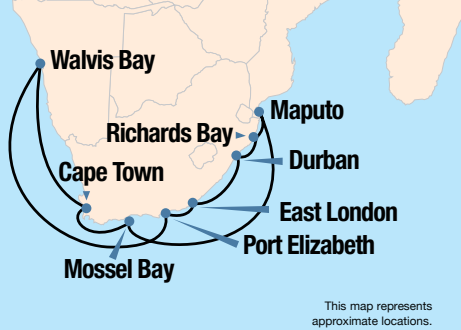 Walvis Bay
Maputo
Richards Bay
Durban
Cape Town
East London
Port Elizabeth
Mossel Bay
This map represents
approximate locations.